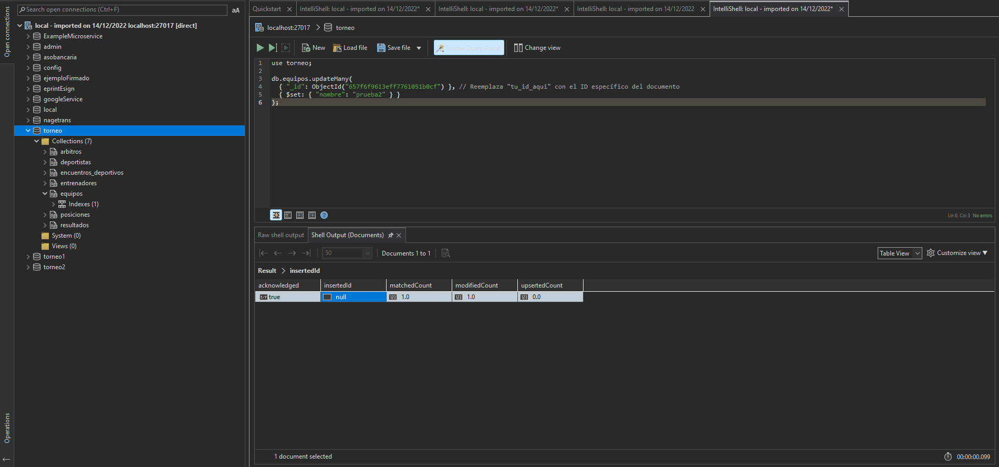 Open connections
Operations
Search open connections (Ctrl+F)
aA
local - imported on 14/12/2022 localhost:27017 [direct]
ExampleMicroservice
admin
asobancaria
config
ejemploFirmado
eprintEsign
googleService
local
nagetrans
torneo
Collections (7)
arbitros
deportistas
encuentros_deportivos
entrenadores
equipos
Indexes (1)
posiciones
resultados
System (0)
Views (0)
torneo1
torneo2
Quickstart
IntelliShell: local - imported on 14/12/2022*
IntelliShell: local - imported on 14/12/2022*
IntelliShell: local - imported on 14/12/2022
IntelliShell: local - imported on 14/12/2022*
localhost:27017
torneo
New
Load file
Save file
Enable Query Assist
Change view
1 use torneo;
2
3 db.equipos.updateMany(
4 { "_id": ObjectId("657f6f9613eff7761051b0cf") }, // Reemplaza "tu_id_aqui" con el ID específico del documento
5 { $set: { "nombre": "prueba2" } }
6 );
Lin 6, Col 3 No errors
Raw shell output
Shell Output (Documents)
50
Documents 1 to 1
Table View
Customize view
Result > insertedId
acknowledged insertedId matchedCount modifiedCount upsertedCount
T/F true null 123 1.0 123 1.0 123 0.0
1 document selected
00:00:00.099